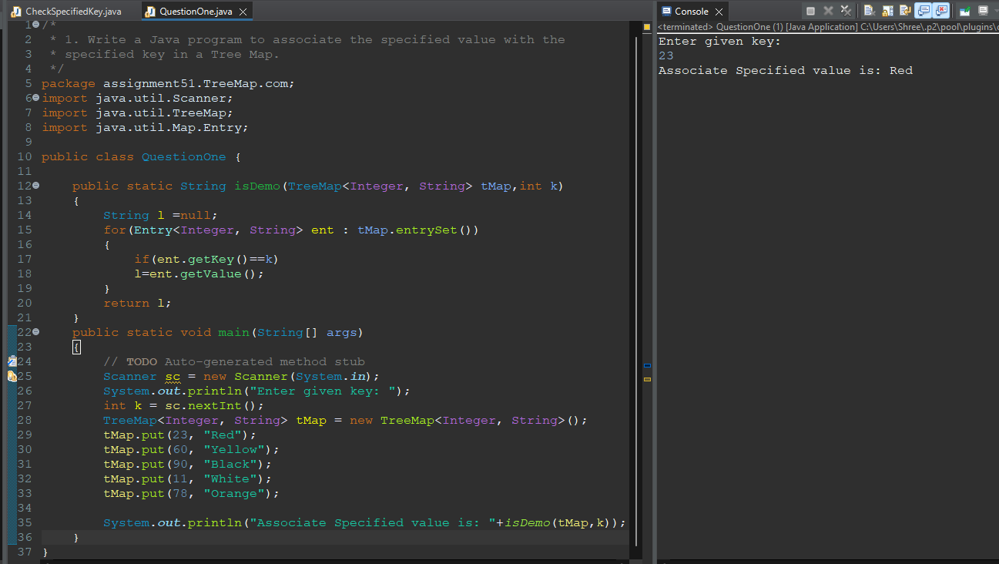 CheckSpecifiedKey.java QuestionOne.java
1 /*
2 * 1. Write a Java program to associate the specified value with the
3 * specified key in a Tree Map.
4 */
5 package assignment51.TreeMap.com;
6 import java.util.Scanner;
7 import java.util.TreeMap;
8 import java.util.Map.Entry;
9
10 public class QuestionOne {
11
12 public static String isDemo(TreeMap<Integer, String> tMap,int k)
13 {
14 String l =null;
15 for(Entry<Integer, String> ent : tMap.entrySet())
16 {
17 if(ent.getKey()==k)
18 l=ent.getValue();
19 }
20 return l;
21 }
22 public static void main(String[] args)
23 {
24 // TODO Auto-generated method stub
25 Scanner sc = new Scanner(System.in);
26 System.out.println("Enter given key: ");
27 int k = sc.nextInt();
28 TreeMap<Integer, String> tMap = new TreeMap<Integer, String>();
29 tMap.put(23, "Red");
30 tMap.put(60, "Yellow");
31 tMap.put(90, "Black");
32 tMap.put(11, "White");
33 tMap.put(78, "Orange");
34
35 System.out.println("Associate Specified value is: "+isDemo(tMap,k));
36 }
37 }
Console
<terminated> QuestionOne (1) [Java Application] C:\Users\Shree\.p2\pool\plugins\
Enter given key:
23
Associate Specified value is: Red